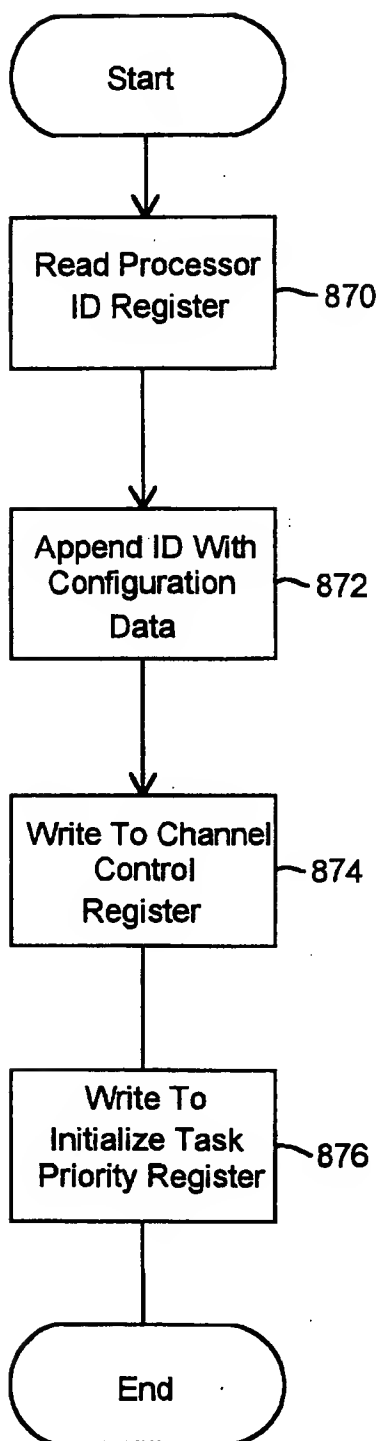 Start
Read Processor
ID Register
870
Append ID With
Configuration
Data
872
Write To Channel
Control
Register
874
Write To
Initialize Task
Priority Register
876
End